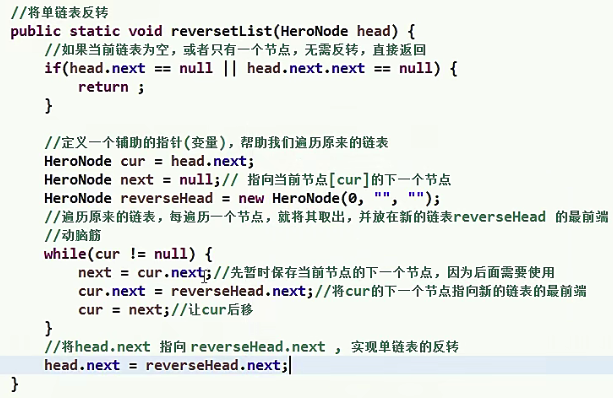 //将单链表反转
public static void reversetList(HeroNode head) {
//如果当前链表为空，或者只有一个节点，无需反转，直接返回
if(head.next == null || head.next.next == null) {
return ;
}
//定义一个辅助的指针(变量)，帮助我们遍历原来的链表
HeroNode cur = head.next;
HeroNode next = null;// 指向当前节点[cur]的下一个节点
HeroNode reverseHead = new HeroNode(0, "", "");
//遍历原来的链表，每遍历一个节点，就将其取出，并放在新的链表reverseHead 的最前端
//动脑筋
while(cur != null) {
next = cur.next;//先暂时保存当前节点的下一个节点，因为后面需要使用
cur.next = reverseHead.next;//将cur的下一个节点指向新的链表的最前端
cur = next;//让cur后移
}
//将head.next 指向 reverseHead.next , 实现单链表的反转
head.next = reverseHead.next;
}